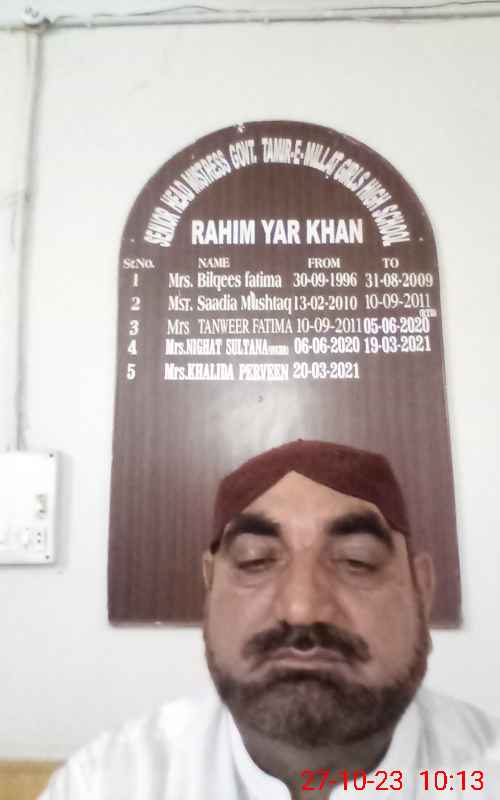 SENIOR HEAD MISTRESS GOVT. TAMIR-E-MILLAT GIRLS HIGH SCHOOL
RAHIM YAR KHAN
Sr.No. NAME FROM TO
1 Mrs. Bilqees fatima 30-09-1996 31-08-2009
2 MST. Saadia Mushtaq 13-02-2010 10-09-2011
3 Mrs TANWEER FATIMA 10-09-2011 05-06-2020
4 Mrs.NIGHAT SULTANA 06-06-2020 19-03-2021
5 Mrs.KHALIDA PERVEEN 20-03-2021
27-10-23 10:13